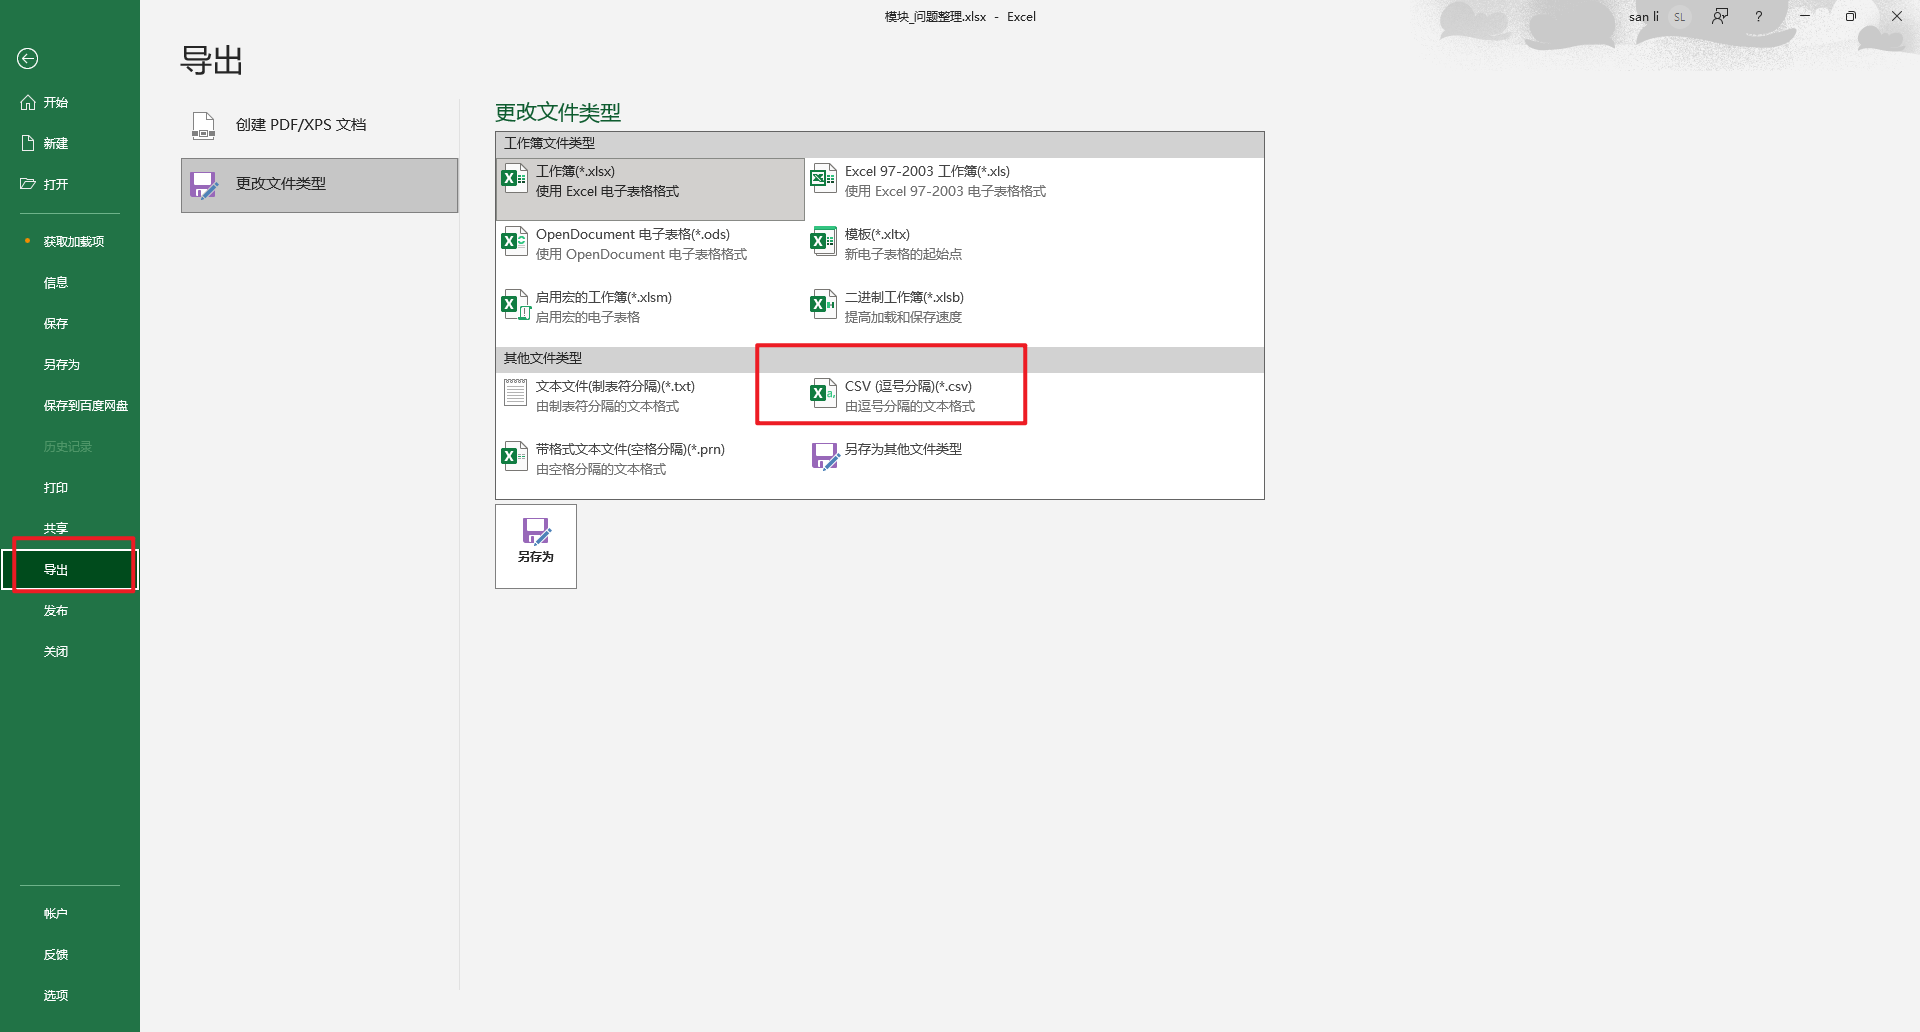 模块_问题整理.xlsx - Excel
san li
SL
?
导出
开始
新建
打开
获取加载项
信息
保存
另存为
保存到百度网盘
历史记录
打印
共享
导出
发布
关闭
帐户
反馈
选项
创建 PDF/XPS 文档
更改文件类型
更改文件类型
工作簿文件类型
工作簿(*.xlsx)
使用 Excel 电子表格格式
Excel 97-2003 工作簿(*.xls)
使用 Excel 97-2003 电子表格格式
OpenDocument 电子表格(*.ods)
使用 OpenDocument 电子表格格式
模板(*.xltx)
新电子表格的起始点
启用宏的工作簿(*.xlsm)
启用宏的电子表格
二进制工作簿(*.xlsb)
提高加载和保存速度
其他文件类型
文本文件(制表符分隔)(*.txt)
由制表符分隔的文本格式
CSV (逗号分隔)(*.csv)
由逗号分隔的文本格式
带格式文本文件(空格分隔)(*.prn)
由空格分隔的文本格式
另存为其他文件类型
另存为